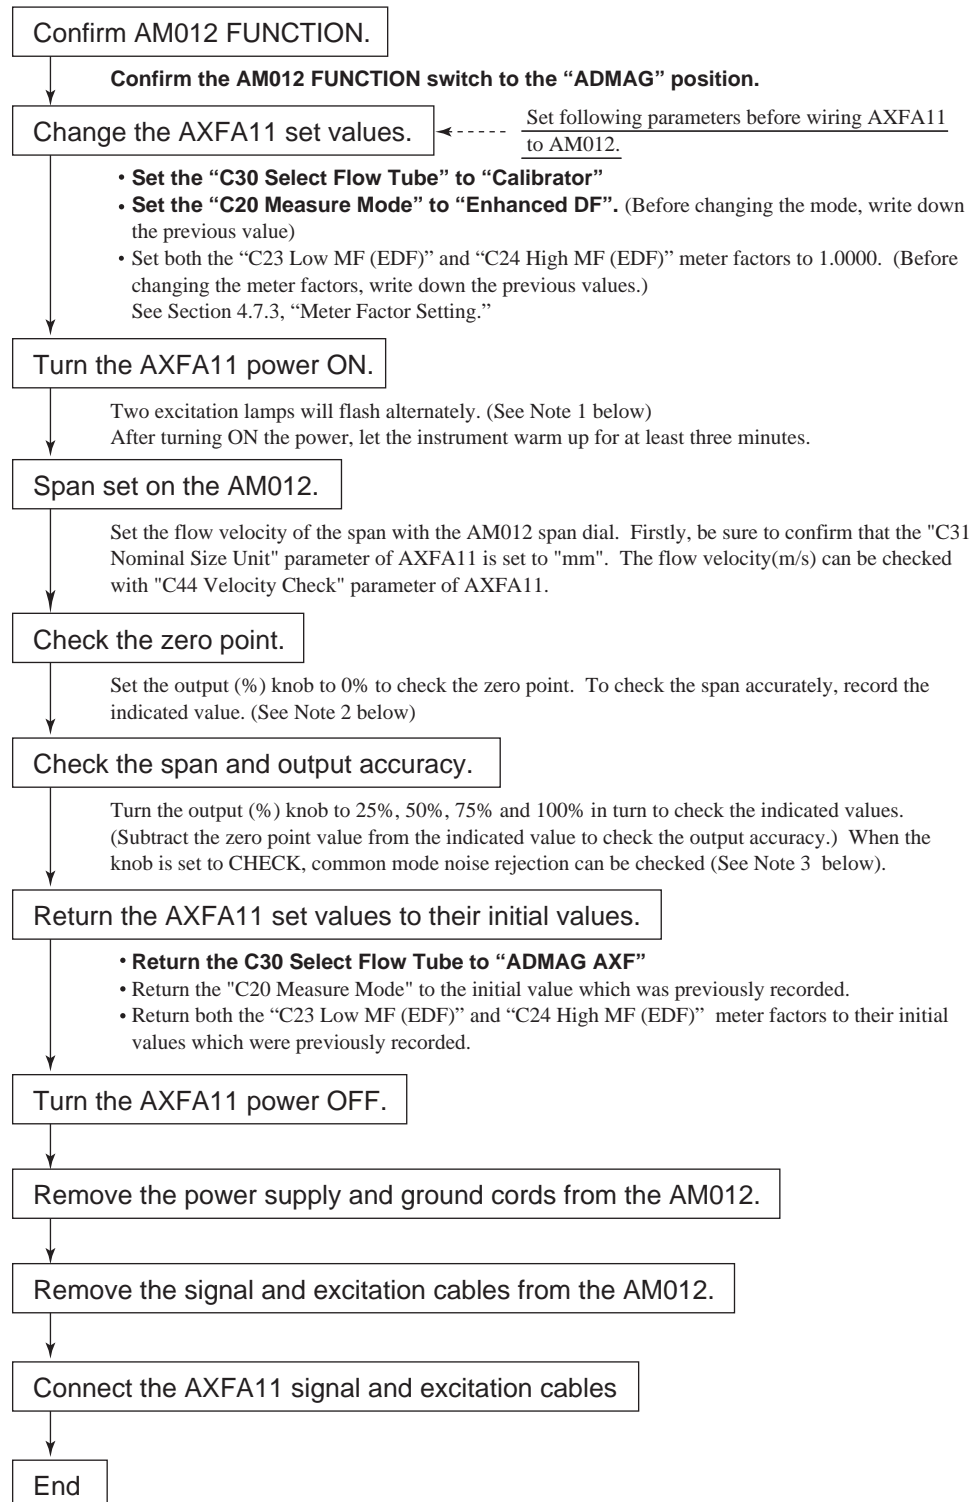 Confirm AM012 FUNCTION.
Confirm the AM012 FUNCTION switch to the “ADMAG” position.
Change the AXFA11 set values.
Set following parameters before wiring AXFA11
to AM012.
• Set the “C30 Select Flow Tube” to “Calibrator”
• Set the “C20 Measure Mode” to “Enhanced DF”. (Before changing the mode, write down
the previous value)
• Set both the “C23 Low MF (EDF)” and “C24 High MF (EDF)” meter factors to 1.0000. (Before
changing the meter factors, write down the previous values.)
See Section 4.7.3, “Meter Factor Setting.”
Turn the AXFA11 power ON.
Two excitation lamps will flash alternately. (See Note 1 below)
After turning ON the power, let the instrument warm up for at least three minutes.
Span set on the AM012.
Set the flow velocity of the span with the AM012 span dial. Firstly, be sure to confirm that the "C31
Nominal Size Unit" parameter of AXFA11 is set to "mm". The flow velocity(m/s) can be checked
with "C44 Velocity Check" parameter of AXFA11.
Check the zero point.
Set the output (%) knob to 0% to check the zero point. To check the span accurately, record the
indicated value. (See Note 2 below)
Check the span and output accuracy.
Turn the output (%) knob to 25%, 50%, 75% and 100% in turn to check the indicated values.
(Subtract the zero point value from the indicated value to check the output accuracy.) When the
knob is set to CHECK, common mode noise rejection can be checked (See Note 3 below).
Return the AXFA11 set values to their initial values.
• Return the C30 Select Flow Tube to “ADMAG AXF”
• Return the "C20 Measure Mode" to the initial value which was previously recorded.
• Return both the “C23 Low MF (EDF)” and “C24 High MF (EDF)” meter factors to their initial
values which were previously recorded.
Turn the AXFA11 power OFF.
Remove the power supply and ground cords from the AM012.
Remove the signal and excitation cables from the AM012.
Connect the AXFA11 signal and excitation cables
End